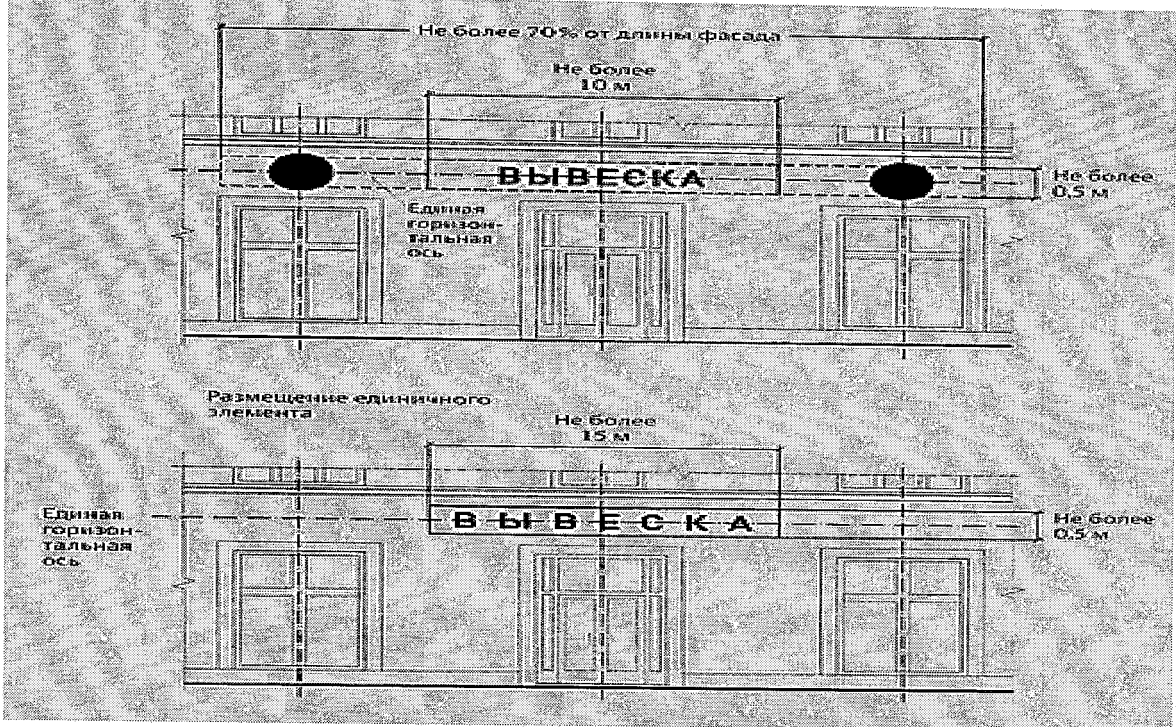 Не более 70% от длины фасада
Не более
10 м
ВЫВЕСКА
Не более
0,5 м
Единая
горизон-
тальная
ось
Размещение единичного
элемента
Не более
15 м
Единая
горизон-
тальная
ось
ВЫВЕСКА
Не более
0,5 м